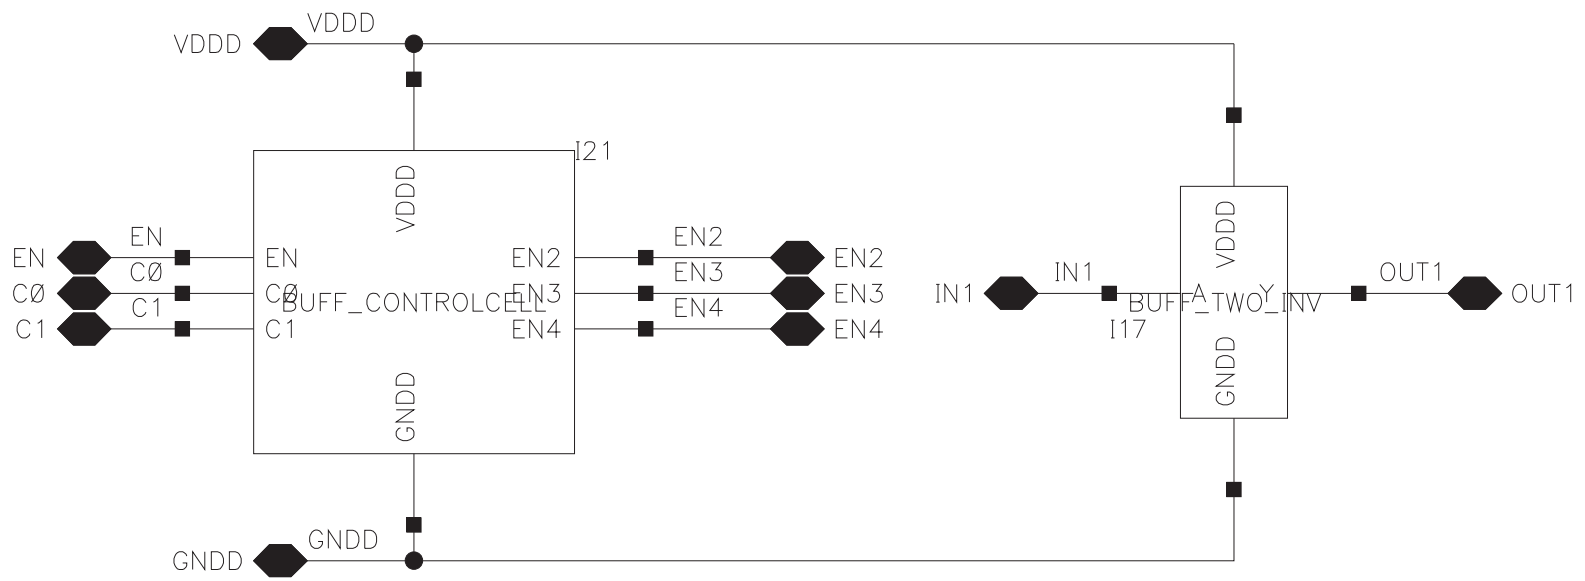 VDDD
VDDD
I21
VDDD
EN
EN
EN
EN2
EN2
EN2
CØ
CØ
CØ
EN3
EN3
EN3
C1
C1
C1
EN4
EN4
EN4
BUFF_CONTROLCELL
GNDD
GNDD
GNDD
VDDD
IN1
IN1
A
Y
OUT1
OUT1
BUFF_TWO_INV
I17
GNDD